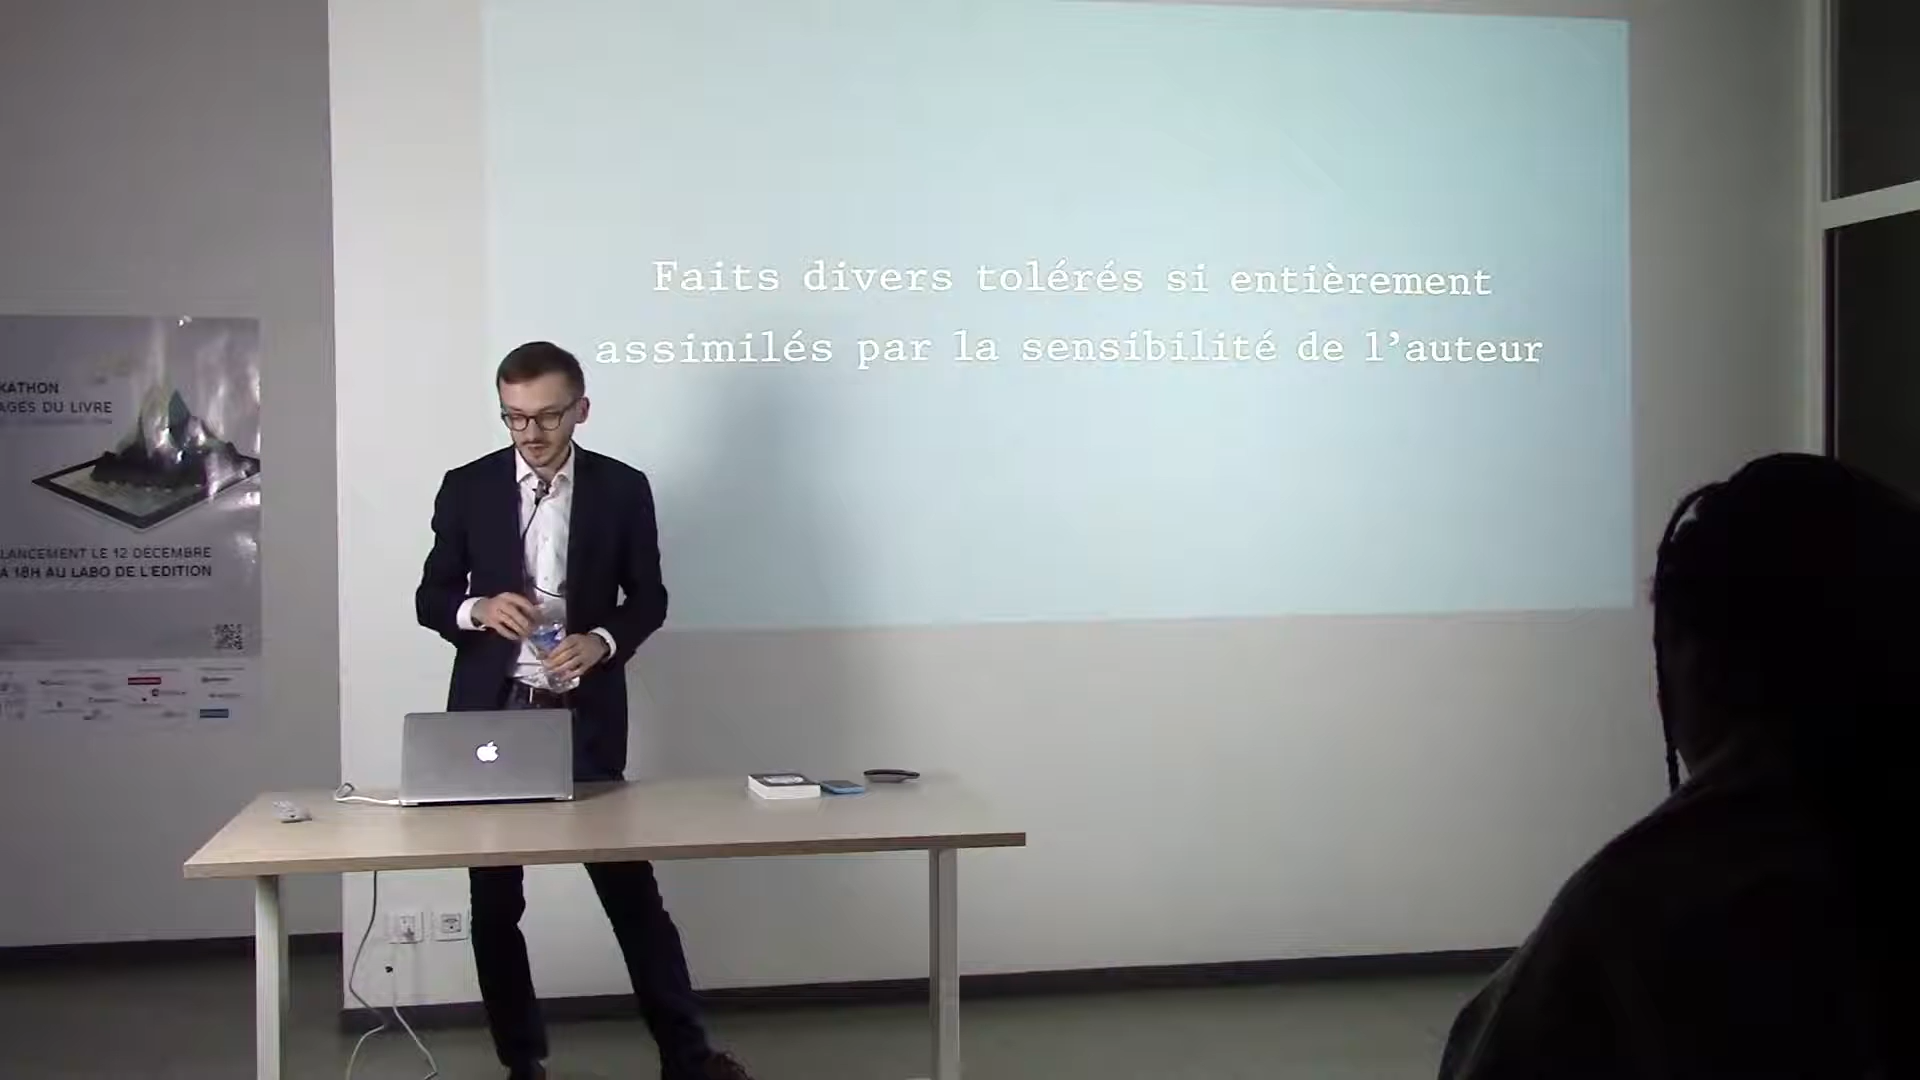 Faits divers tolérés si entièrement
assimilés par la sensibilité de l’auteur
KATHON
AGES DU LIVRE
LANCEMENT LE 12 DECEMBRE
A 18H AU LABO DE L'EDITION